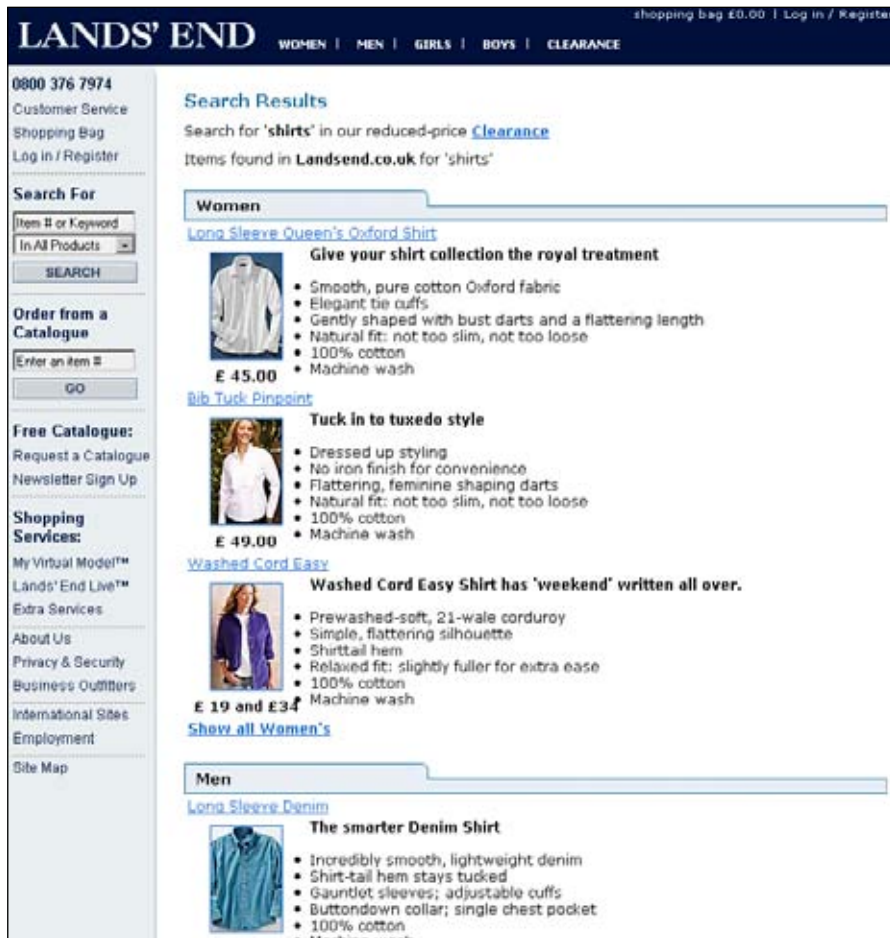 shopping bag £0.00 | Log in / Registe
LANDS' END
WOMEN | MEN | GIRLS | BOYS | CLEARANCE
0800 376 7974
Customer Service
Shopping Bag
Log in / Register
Search For
Item # or Keyword
In All Products
SEARCH
Order from a
Catalogue
Enter an item #
GO
Free Catalogue:
Request a Catalogue
Newsletter Sign Up
Shopping
Services:
My Virtual Model™
Lands' End Live™
Extra Services
About Us
Privacy & Security
Business Outfitters
International Sites
Employment
Site Map
Search Results
Search for 'shirts' in our reduced-price Clearance
Items found in Landsend.co.uk for 'shirts'
Women
Long Sleeve Queen's Oxford Shirt
Give your shirt collection the royal treatment
• Smooth, pure cotton Oxford fabric
• Elegant tie cuffs
• Gently shaped with bust darts and a flattering length
• Natural fit: not too slim, not too loose
• 100% cotton
• Machine wash
£ 45.00
Bib Tuck Pinpoint
Tuck in to tuxedo style
• Dressed up styling
• No iron finish for convenience
• Flattering, feminine shaping darts
• Natural fit: not too slim, not too loose
• 100% cotton
• Machine wash
£ 49.00
Washed Cord Easy
Washed Cord Easy Shirt has 'weekend' written all over.
• Prewashed-soft, 21-wale corduroy
• Simple, flattering silhouette
• Shirttail hem
• Relaxed fit: slightly fuller for extra ease
• 100% cotton
• Machine wash
£ 19 and £34
Show all Women's
Men
Long Sleeve Denim
The smarter Denim Shirt
• Incredibly smooth, lightweight denim
• Shirt-tail hem stays tucked
• Gauntlet sleeves; adjustable cuffs
• Buttondown collar; single chest pocket
• 100% cotton